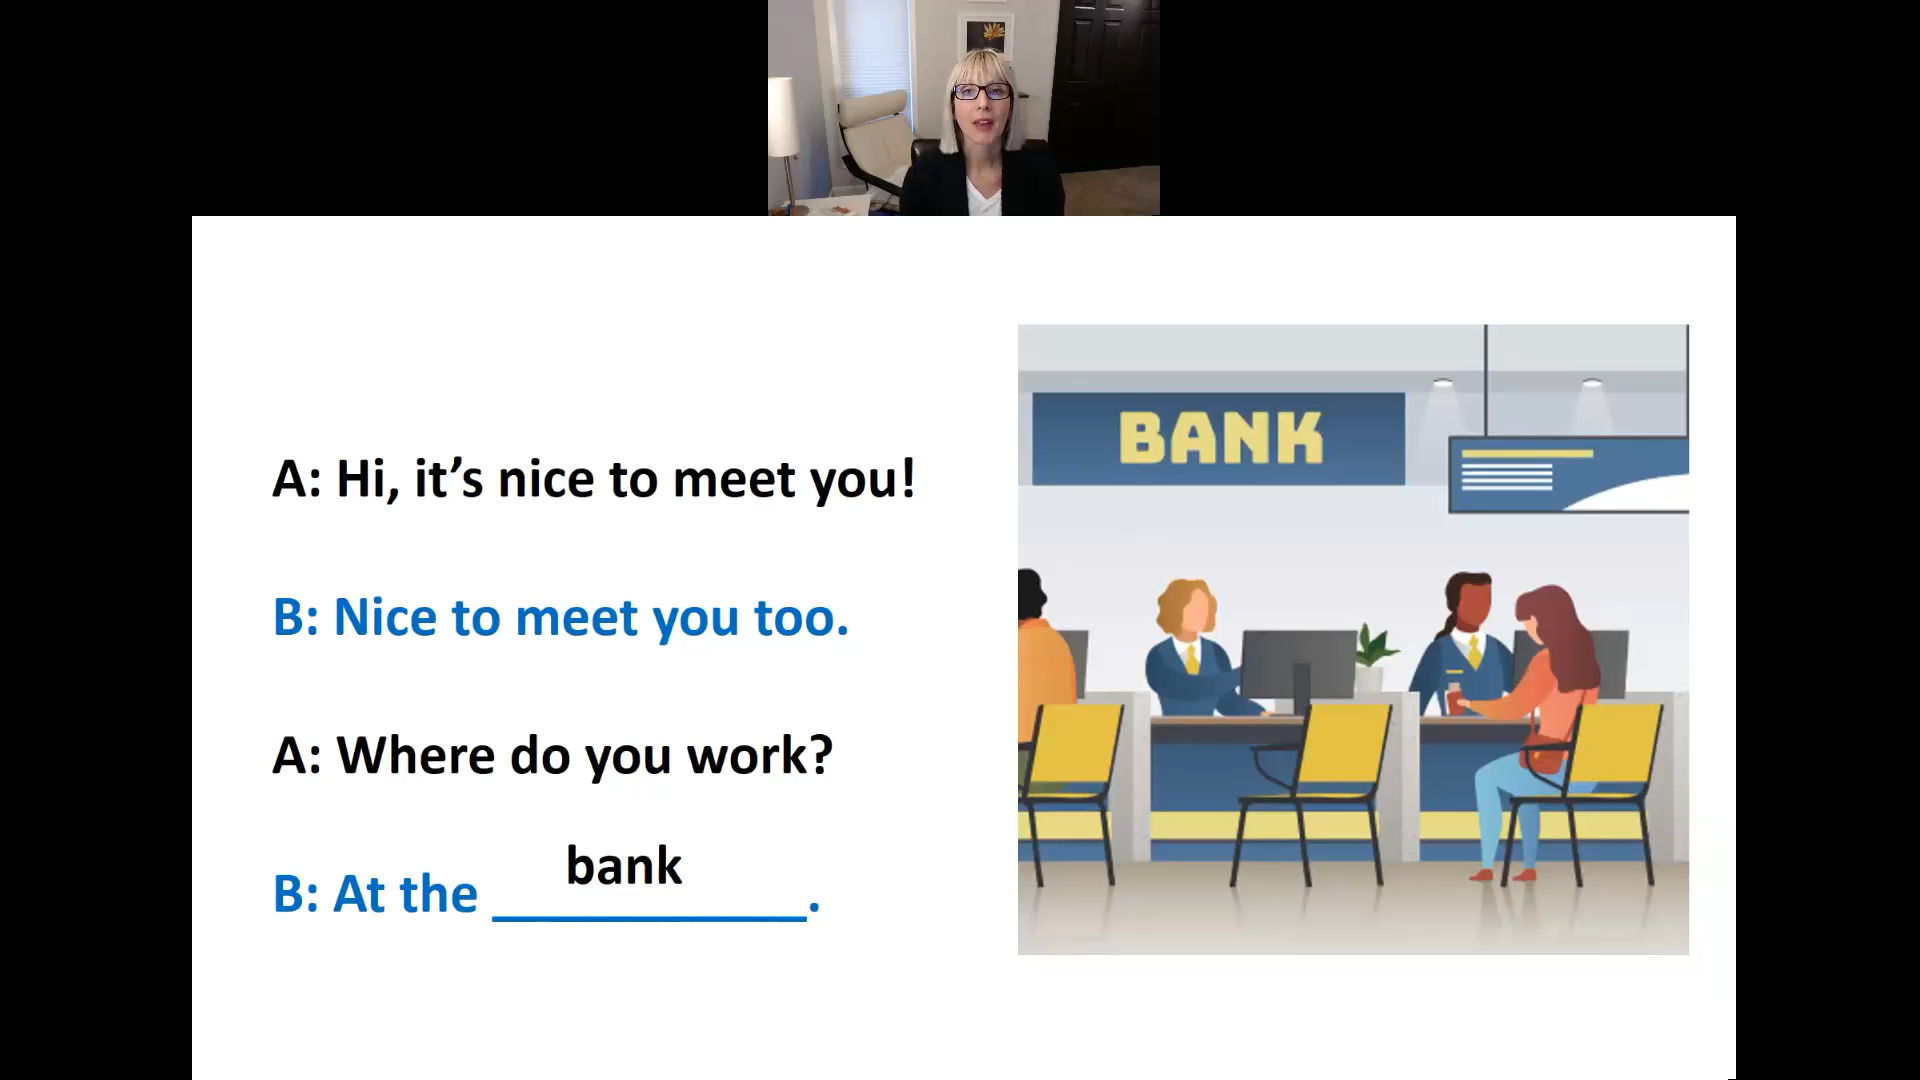 BANK
A: Hi, it’s nice to meet you!
B: Nice to meet you too.
A: Where do you work?
bank
B: At the ____________.